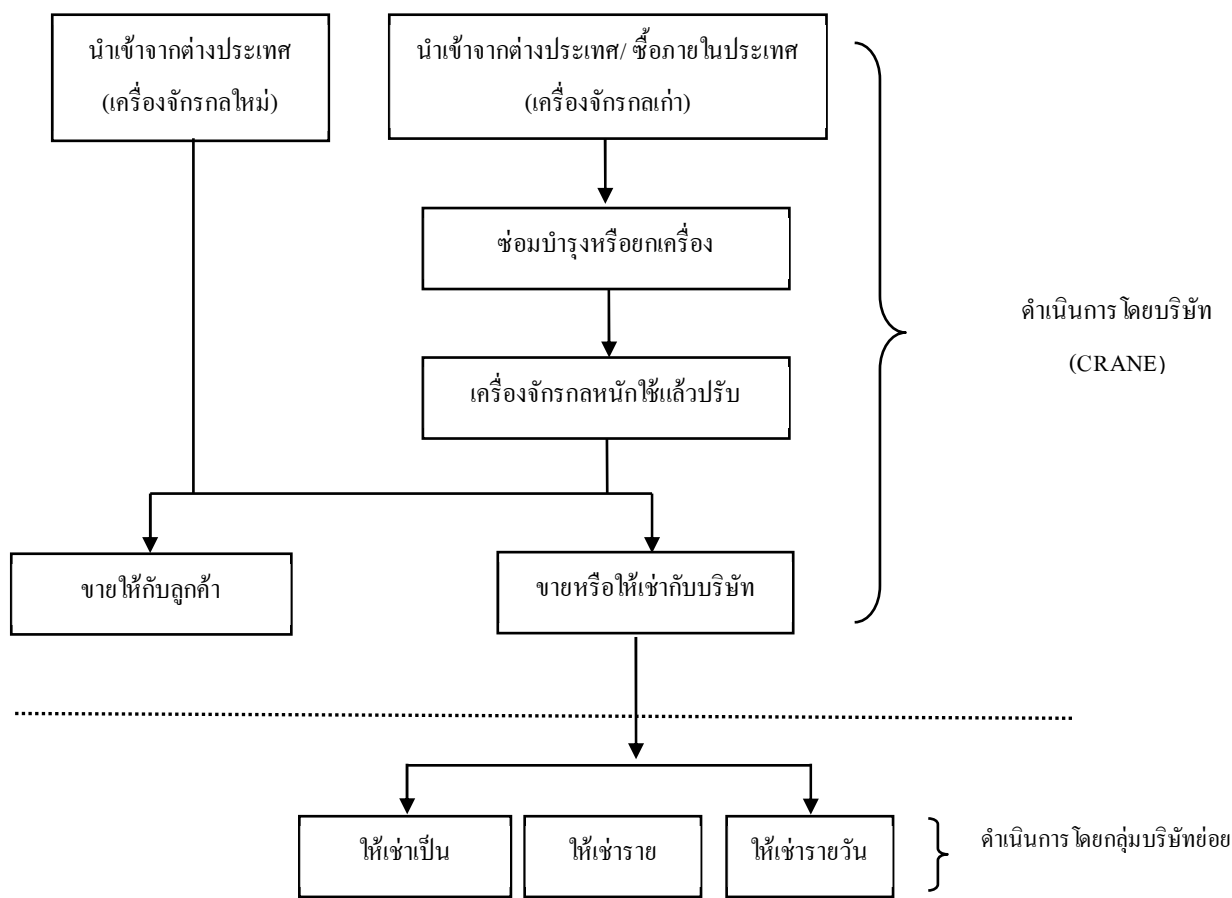 นำเข้าจากต่างประเทศ
(เครื่องจักรกลใหม่)
นำเข้าจากต่างประเทศ/ ซื้อภายในประเทศ
(เครื่องจักรกลเก่า)
ซ่อมบำรุงหรือยกเครื่อง
เครื่องจักรกลหนักใช้แล้วปรับ
ดำเนินการโดยบริษัท
(CRANE)
ขายให้กับลูกค้า
ขายหรือให้เช่ากับบริษัท
ให้เช่าเป็น
ให้เช่าราย
ให้เช่ารายวัน
ดำเนินการโดยกลุ่มบริษัทย่อย